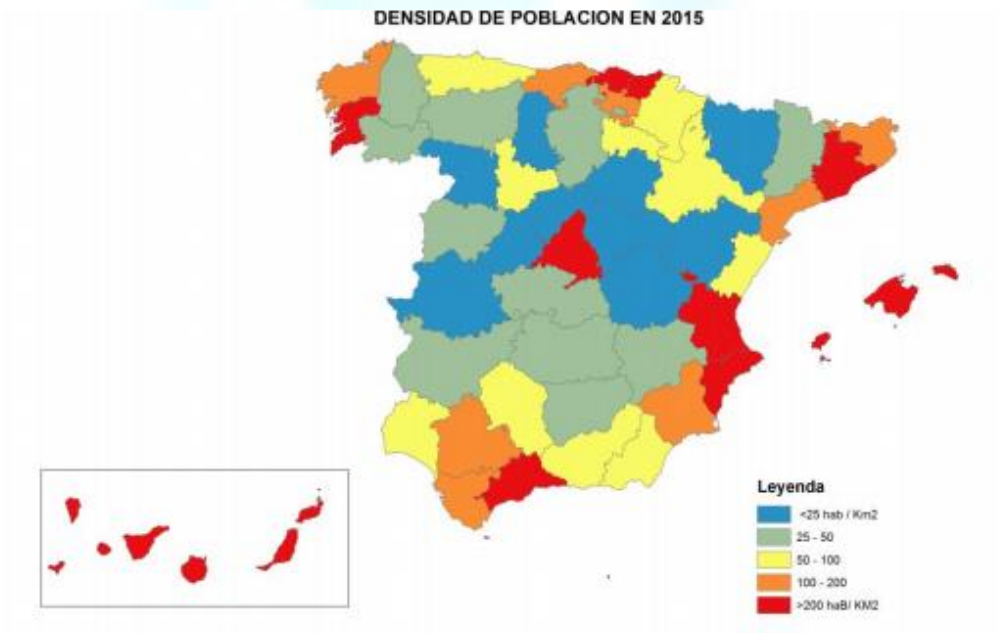 DENSIDAD DE POBLACION EN 2015
Leyenda
<25 hab / Km2
25 - 50
50 - 100
100 - 200
>200 haB/ KM2